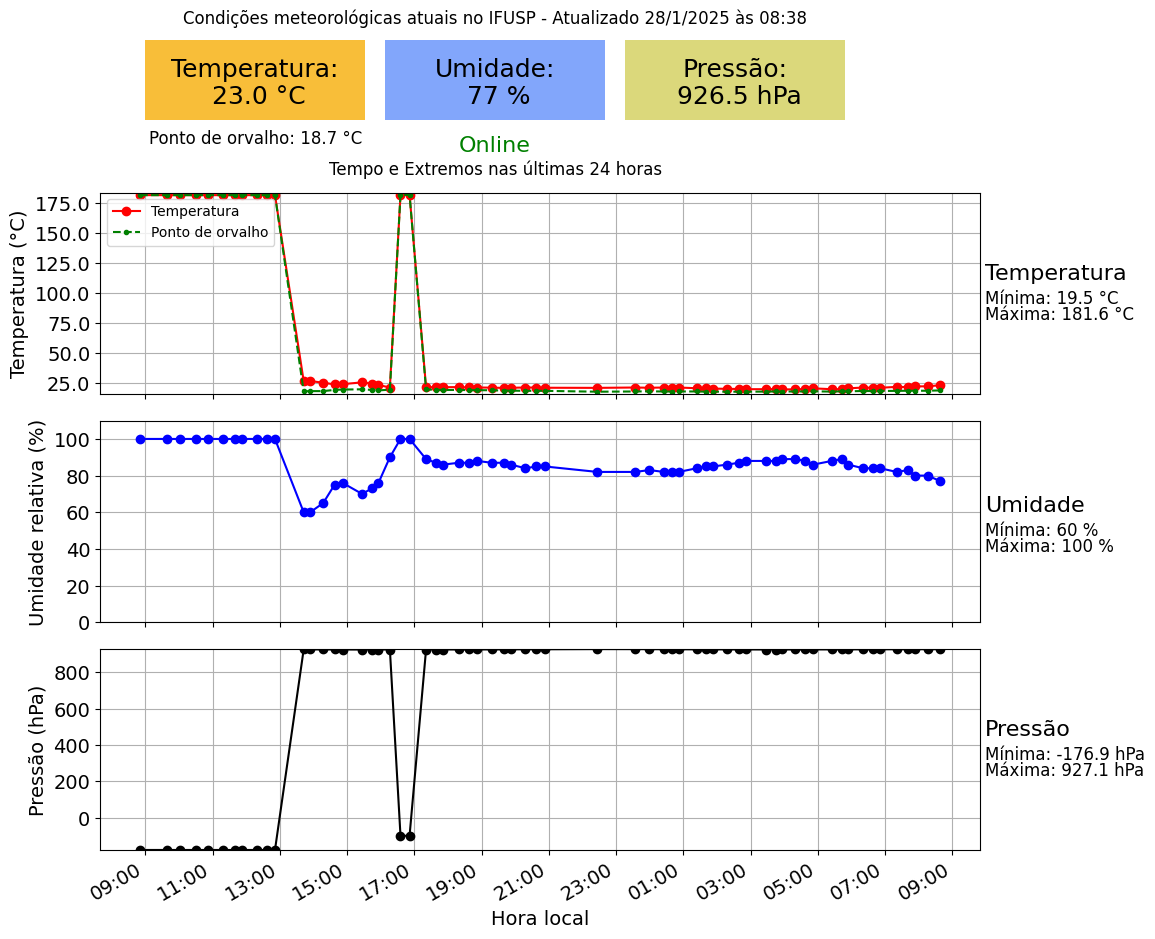 Condições meteorológicas atuais no IFUSP - Atualizado 28/1/2025 às 08:38
Temperatura:
23.0 °C
Umidade:
77 %
Pressão:
926.5 hPa
Ponto de orvalho: 18.7 °C
Online
Tempo e Extremos nas últimas 24 horas
Temperatura (°C)
175.0
150.0
125.0
100.0
75.0
50.0
25.0
Temperatura
Ponto de orvalho
Temperatura
Mínima: 19.5 °C
Máxima: 181.6 °C
Umidade relativa (%)
100
80
60
40
20
0
Umidade
Mínima: 60 %
Máxima: 100 %
Pressão (hPa)
800
600
400
200
0
Pressão
Mínima: -176.9 hPa
Máxima: 927.1 hPa
09:00 11:00 13:00 15:00 17:00 19:00 21:00 23:00 01:00 03:00 05:00 07:00 09:00
Hora local